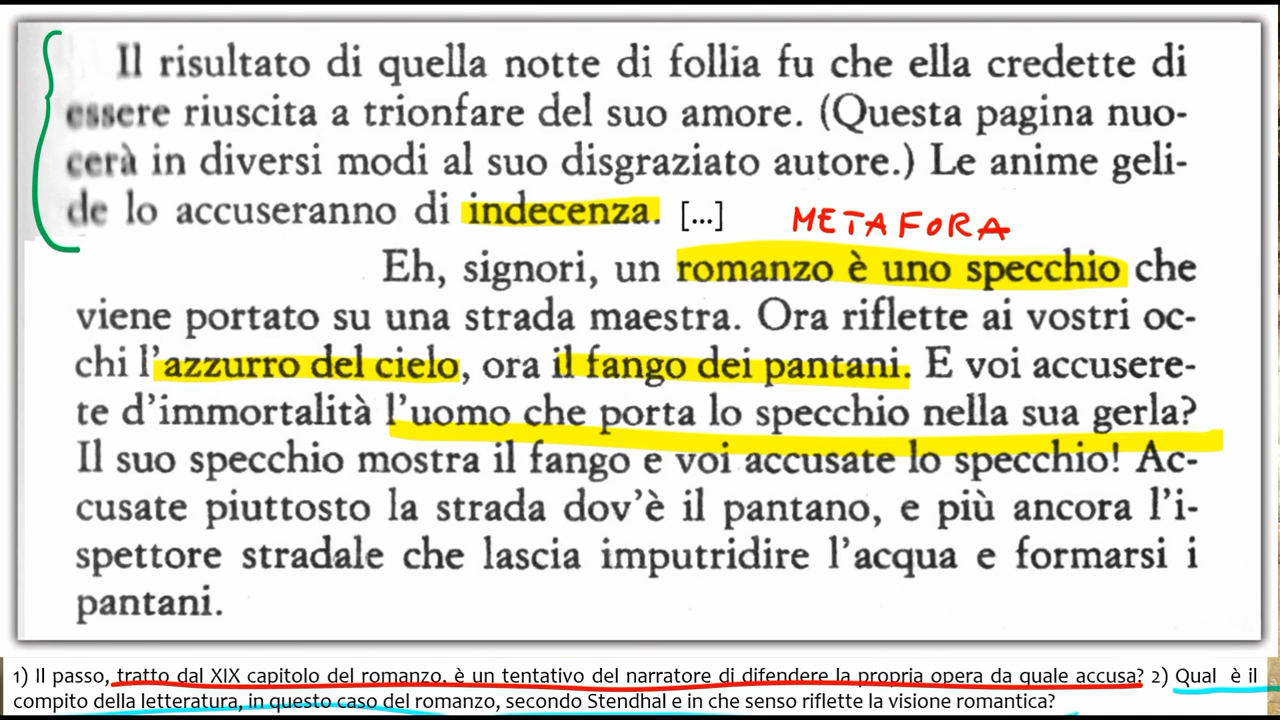 Il risultato di quella notte di follia fu che ella credette di
essere riuscita a trionfare del suo amore. (Questa pagina nuo-
cerà in diversi modi al suo disgraziato autore.) Le anime geli-
de lo accuseranno di indecenza. [...] METAFORA
Eh, signori, un romanzo è uno specchio che
viene portato su una strada maestra. Ora riflette ai vostri oc-
chi l'azzurro del cielo, ora il fango dei pantani. E voi accusere-
te d'immortalità l'uomo che porta lo specchio nella sua gerla?
Il suo specchio mostra il fango e voi accusate lo specchio! Ac-
cusate piuttosto la strada dov'è il pantano, e più ancora l'i-
spettore stradale che lascia imputridire l'acqua e formarsi i
pantani.
1) Il passo, tratto dal XIX capitolo del romanzo, è un tentativo del narratore di difendere la propria opera da quale accusa? 2) Qual è il
compito della letteratura, in questo caso del romanzo, secondo Stendhal e in che senso riflette la visione romantica?